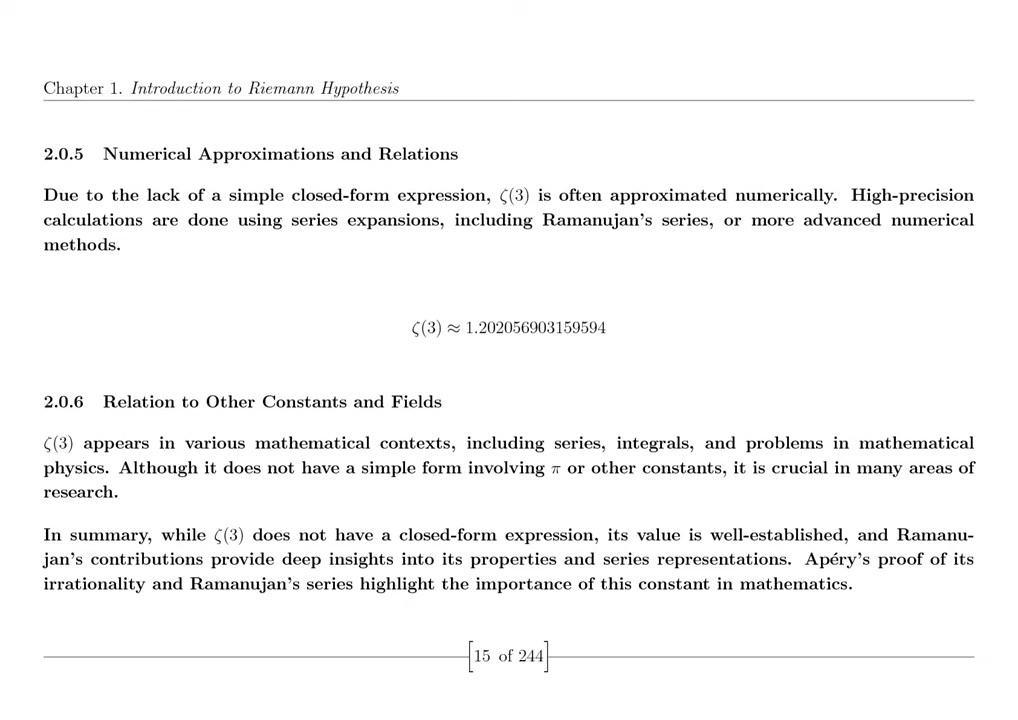 Chapter 1. Introduction to Riemann Hypothesis
2.0.5 Numerical Approximations and Relations
Due to the lack of a simple closed-form expression, ζ(3) is often approximated numerically. High-precision
calculations are done using series expansions, including Ramanujan's series, or more advanced numerical
methods.
ζ(3) ≈ 1.202056903159594
2.0.6 Relation to Other Constants and Fields
ζ(3) appears in various mathematical contexts, including series, integrals, and problems in mathematical
physics. Although it does not have a simple form involving π or other constants, it is crucial in many areas of
research.
In summary, while ζ(3) does not have a closed-form expression, its value is well-established, and Ramanu-
jan's contributions provide deep insights into its properties and series representations. Apéry's proof of its
irrationality and Ramanujan's series highlight the importance of this constant in mathematics.
[15 of 244]